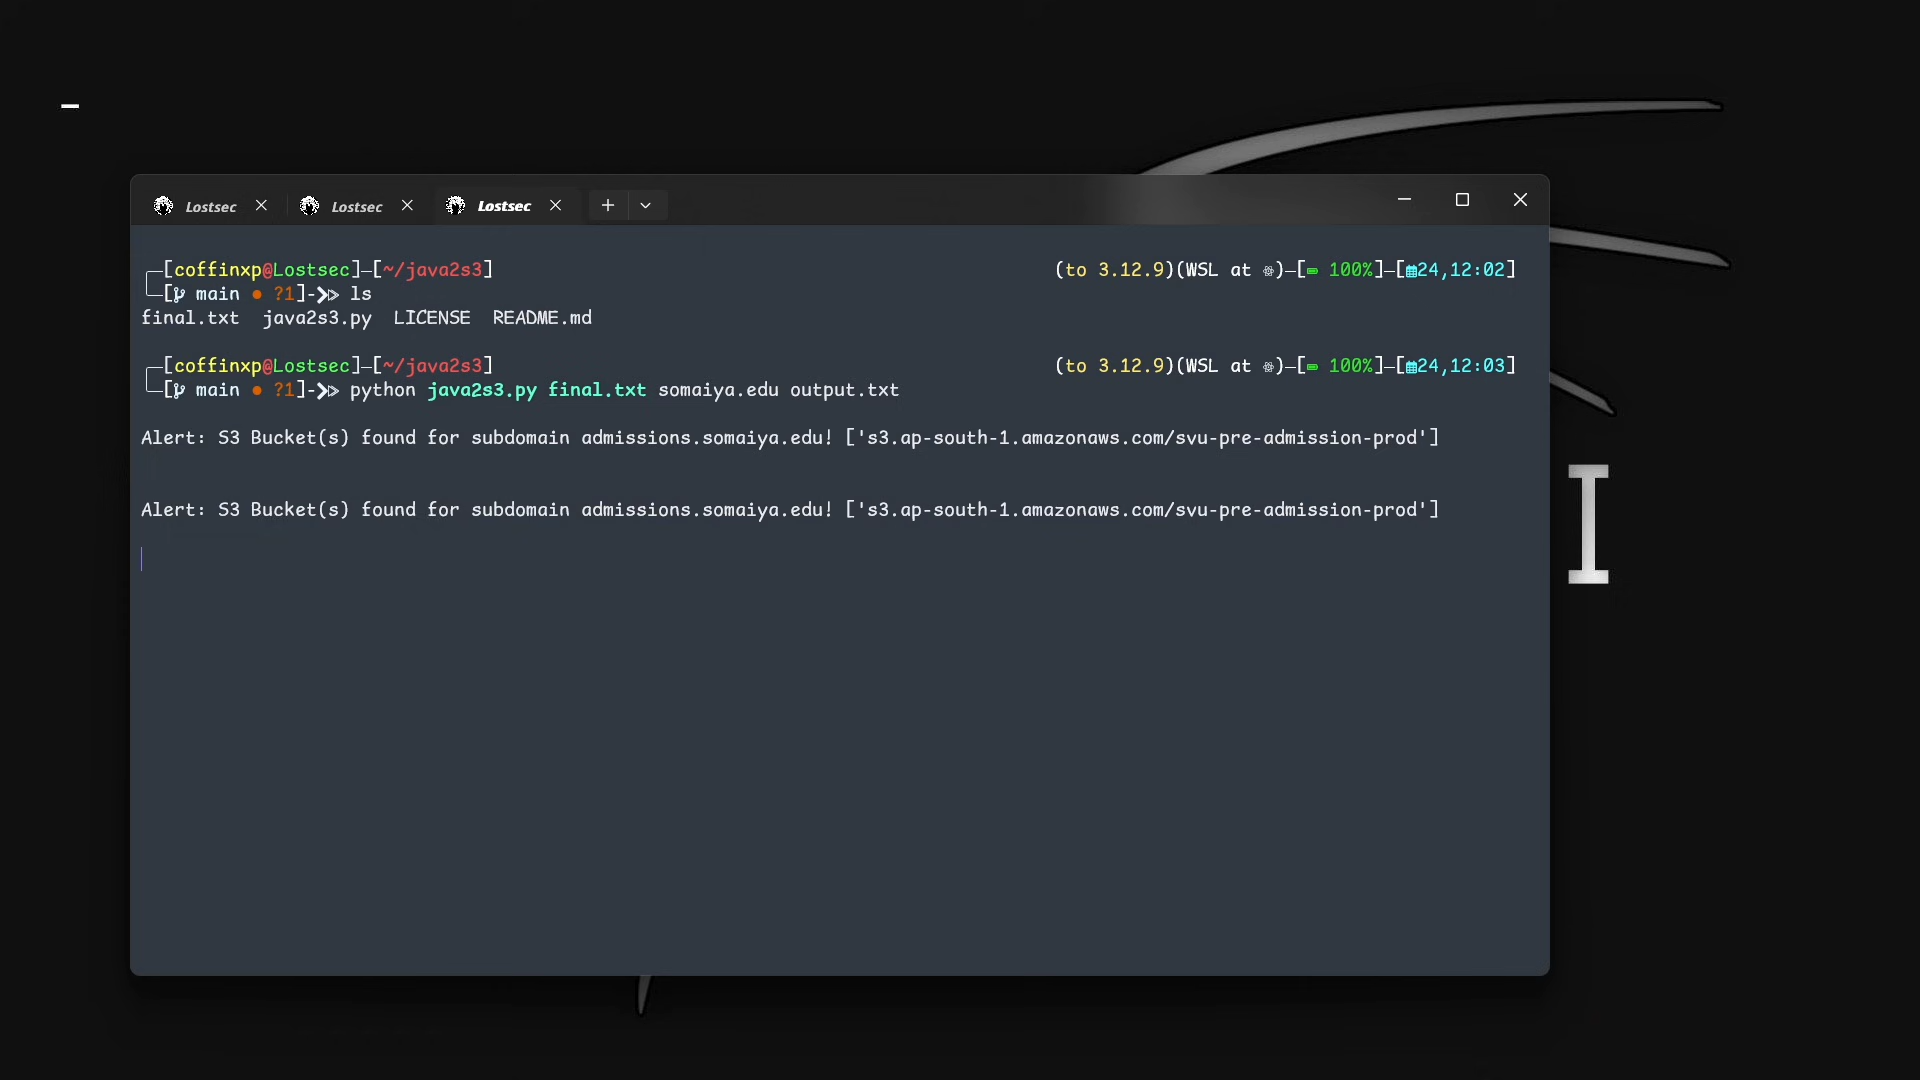 Lostsec Lostsec Lostsec
[coffinxp@Lostsec]-[~/java2s3] (to 3.12.9)(WSL at )-[ 100%]-[24,12:02]
[ main ● ?1]-> ls
final.txt java2s3.py LICENSE README.md
[coffinxp@Lostsec]-[~/java2s3] (to 3.12.9)(WSL at )-[ 100%]-[24,12:03]
[ main ● ?1]-> python java2s3.py final.txt somaiya.edu output.txt
Alert: S3 Bucket(s) found for subdomain admissions.somaiya.edu! ['s3.ap-south-1.amazonaws.com/svu-pre-admission-prod']
Alert: S3 Bucket(s) found for subdomain admissions.somaiya.edu! ['s3.ap-south-1.amazonaws.com/svu-pre-admission-prod']